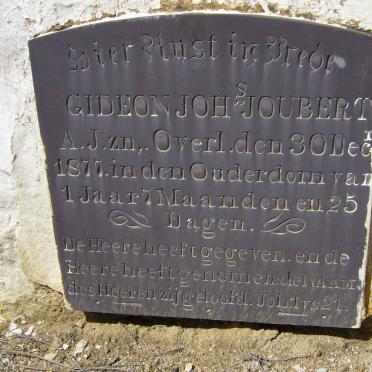 Hier Rust in Vrede
GIDEON JOHS JOUBERT
A.J.zn,. Overl. den 30 Decr
1877. in den Ouderdom van
1 Jaar 7 Maanden en 25
Dagen.
De Heere heeft gegeven. en de
Heere heeft genomen: de NAAM
des Heeren zij geloofd. Job. 1 vs 21.